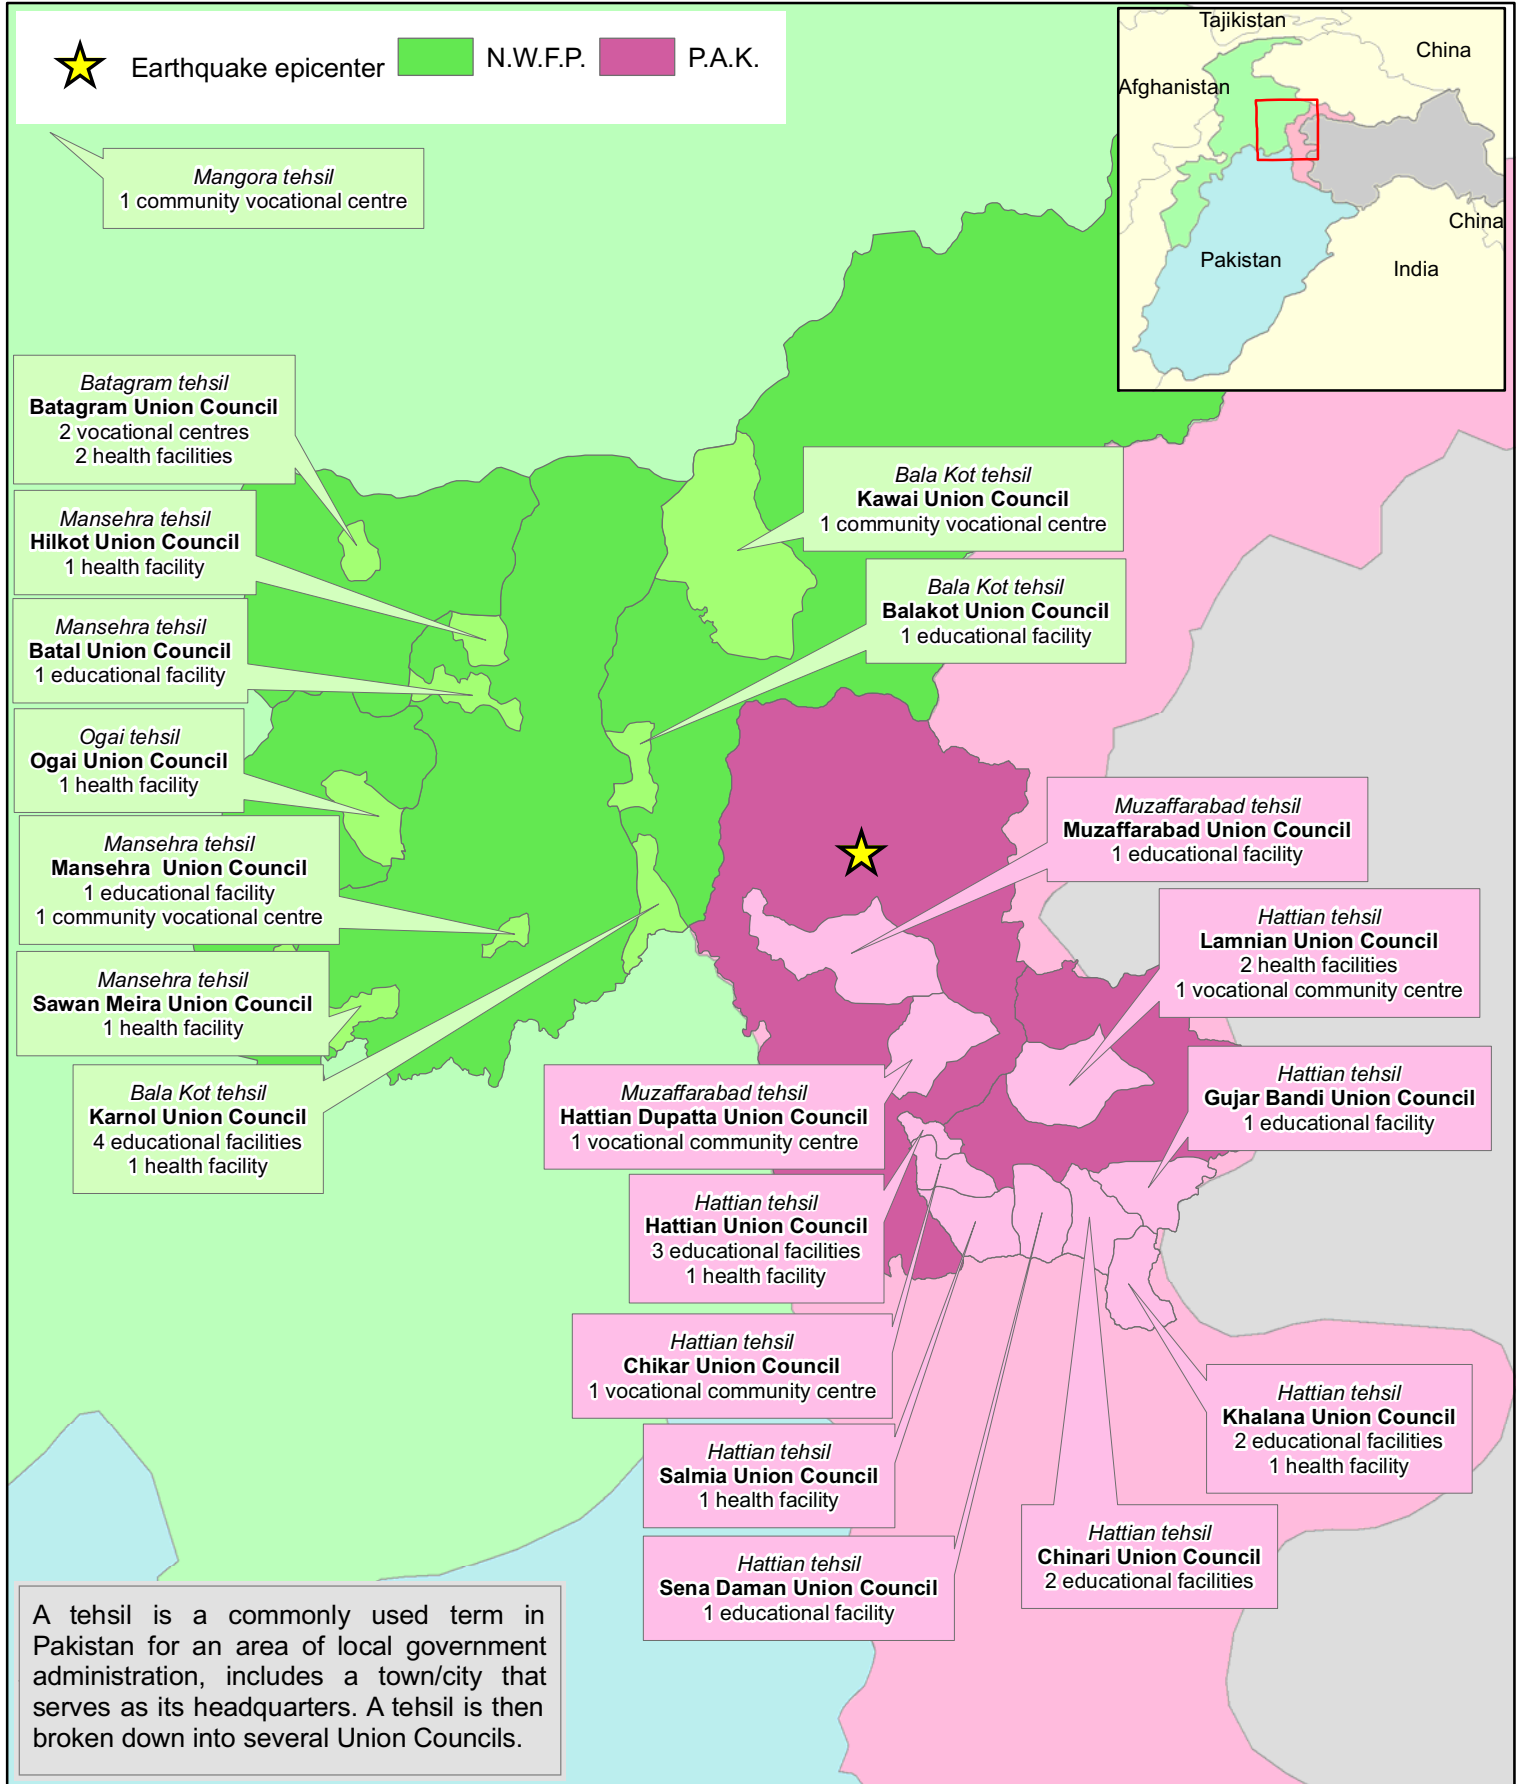 Earthquake epicenter
N.W.F.P.
P.A.K.
Tajikistan
China
Afghanistan
China
Pakistan
India
Mangora tehsil
1 community vocational centre
Batagram tehsil
Batagram Union Council
2 vocational centres
2 health facilities
Mansehra tehsil
Hilkot Union Council
1 health facility
Mansehra tehsil
Batal Union Council
1 educational facility
Ogai tehsil
Ogai Union Council
1 health facility
Mansehra tehsil
Mansehra Union Council
1 educational facility
1 community vocational centre
Mansehra tehsil
Sawan Meira Union Council
1 health facility
Bala Kot tehsil
Karnol Union Council
4 educational facilities
1 health facility
Bala Kot tehsil
Kawai Union Council
1 community vocational centre
Bala Kot tehsil
Balakot Union Council
1 educational facility
Muzaffarabad tehsil
Muzaffarabad Union Council
1 educational facility
Hattian tehsil
Lamnian Union Council
2 health facilities
1 vocational community centre
Hattian tehsil
Gujar Bandi Union Council
1 educational facility
Muzaffarabad tehsil
Hattian Dupatta Union Council
1 vocational community centre
Hattian tehsil
Hattian Union Council
3 educational facilities
1 health facility
Hattian tehsil
Chikar Union Council
1 vocational community centre
Hattian tehsil
Salmia Union Council
1 health facility
Hattian tehsil
Sena Daman Union Council
1 educational facility
Hattian tehsil
Khalana Union Council
2 educational facilities
1 health facility
Hattian tehsil
Chinari Union Council
2 educational facilities
A tehsil is a commonly used term in
Pakistan for an area of local government
administration, includes a town/city that
serves as its headquarters. A tehsil is then
broken down into several Union Councils.